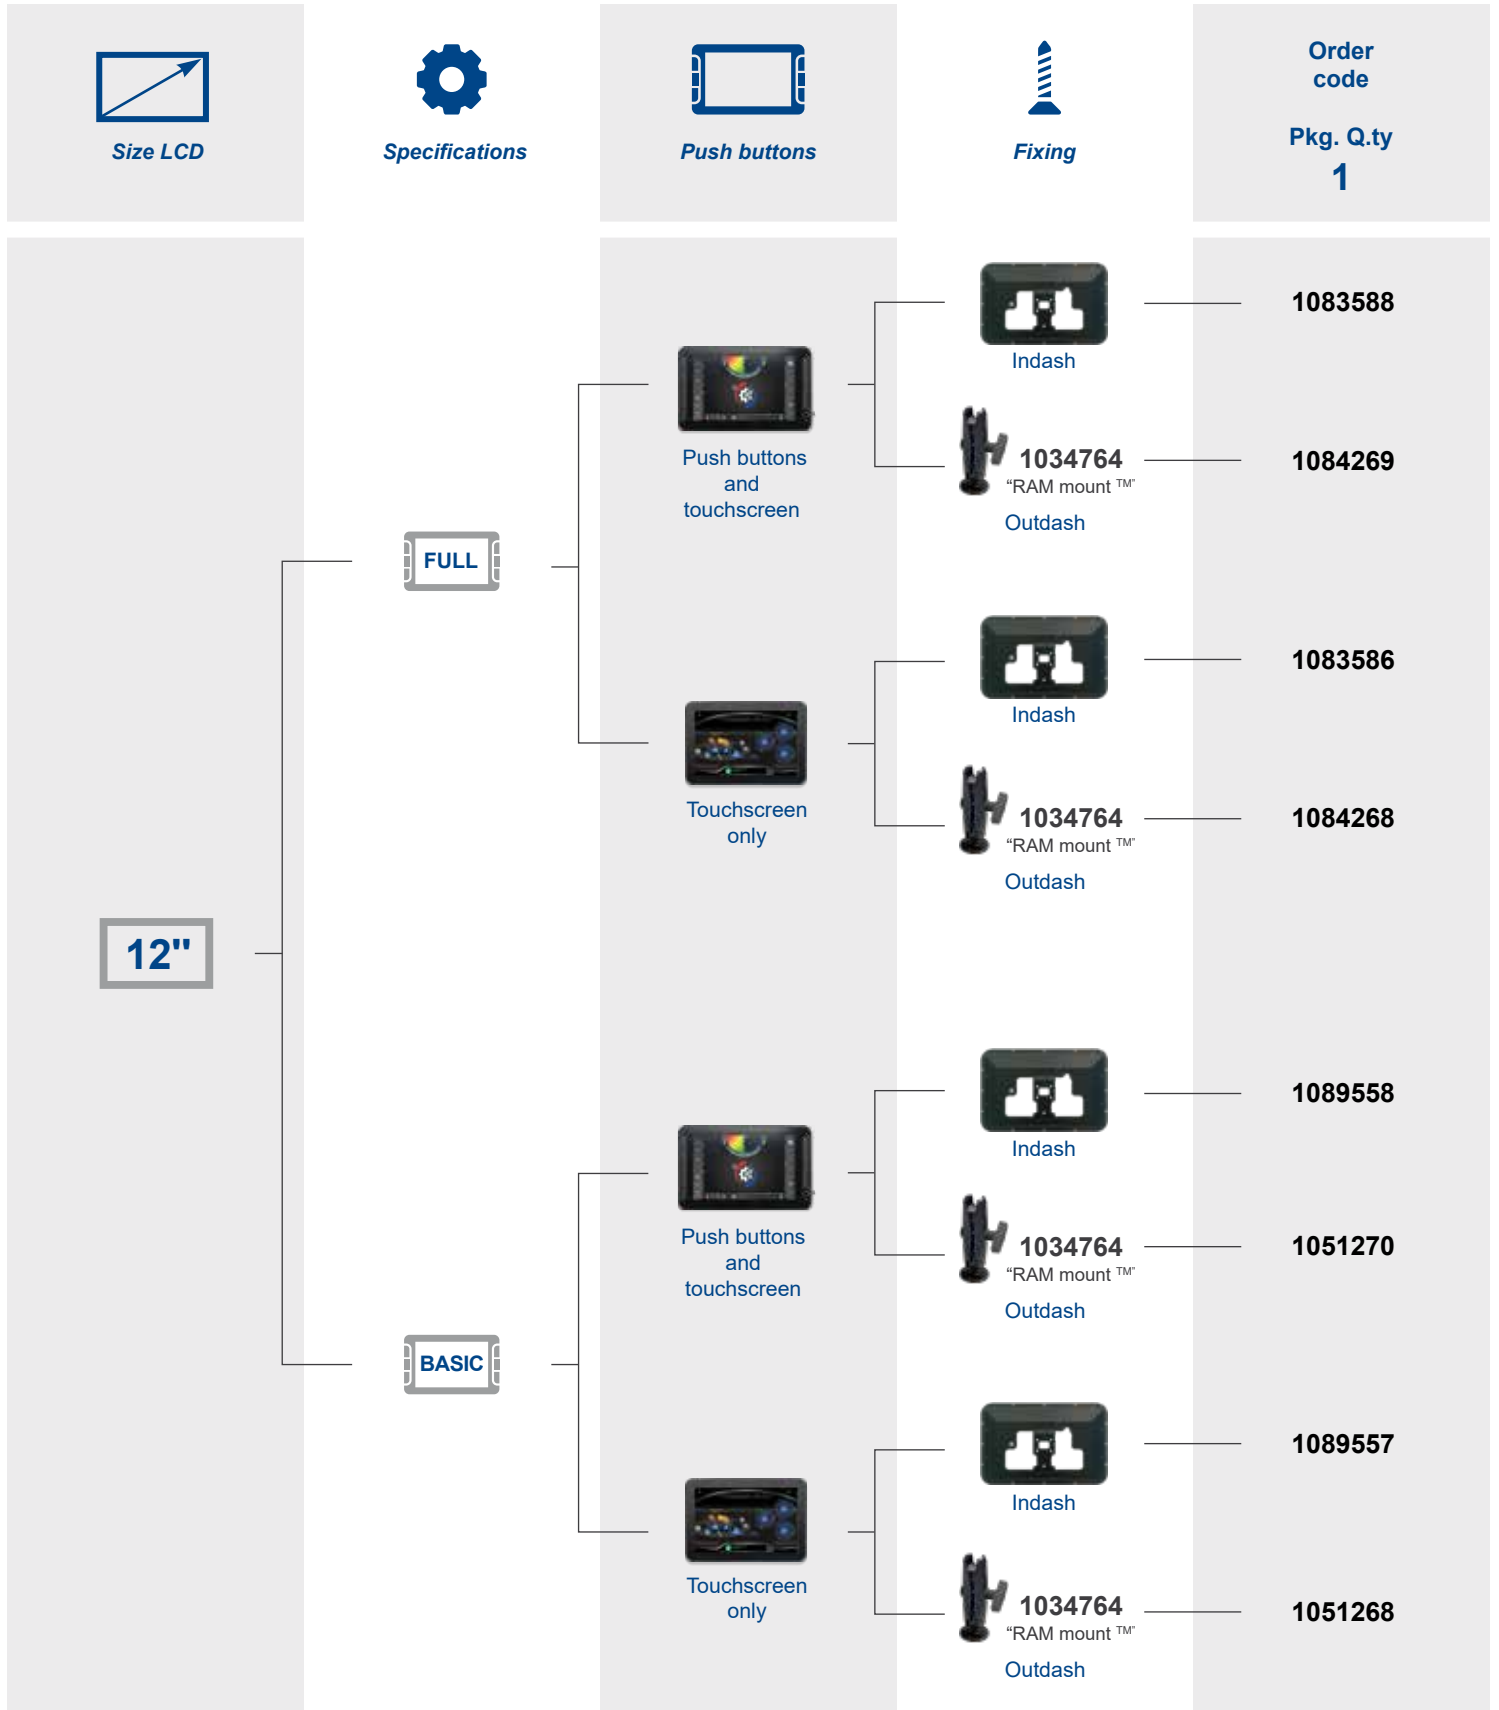 Size LCD
Specifications
Push buttons
Fixing
Order
code
Pkg. Q.ty
1
12"
FULL
Push buttons
and
touchscreen
Indash
1083588
1034764
“RAM mount ™”
Outdash
1084269
Touchscreen
only
Indash
1083586
1034764
“RAM mount ™”
Outdash
1084268
BASIC
Push buttons
and
touchscreen
Indash
1089558
1034764
“RAM mount ™”
Outdash
1051270
Touchscreen
only
Indash
1089557
1034764
“RAM mount ™”
Outdash
1051268